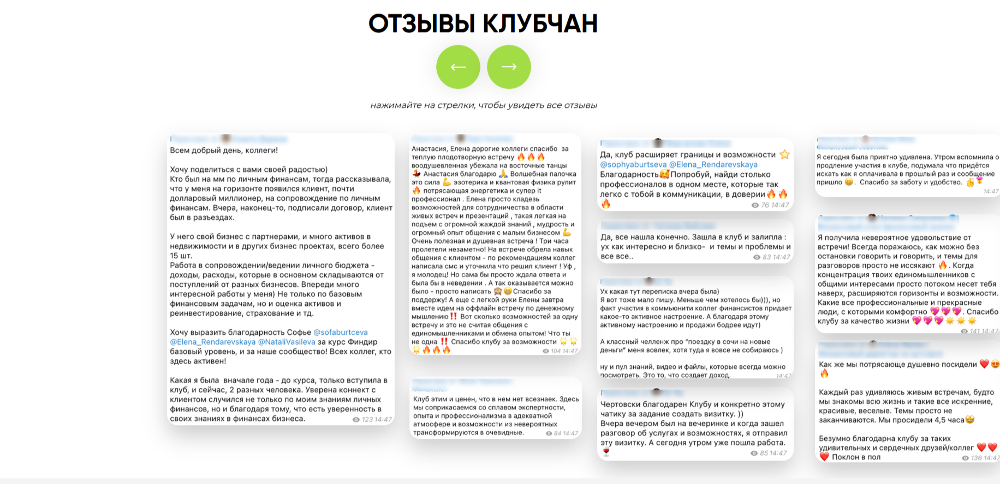 ОТЗЫВЫ КЛУБЧАН
нажимайте на стрелки, чтобы увидеть все отзывы
Всем добрый день, коллеги!
Хочу поделиться с вами своей радостью)
Кто был на мм по личным финансам, тогда рассказывала,
что у меня на горизонте появился клиент, почти
долларовый миллионер, на сопровождение по личным
финансам. Вчера, наконец-то, подписали договор, клиент
был в разъездах.
У него свой бизнес с партнерами, и много активов в
недвижимости и в других бизнес проектах, всего более
15 шт.
Работа в сопровождении/ведении личного бюджета -
доходы, расходы, которые в основном складываются от
поступлений от разных бизнесов. Впереди много
интересной работы у меня) Не только по базовым
финансовым задачам, но и оценка активов и
реинвестирование, страхование и тд.
Хочу выразить благодарность Софье @sofaburtceva
@Elena_Rendarevskaya @NataliVasileva за курс Финдир
базовый уровень, и за наше сообщество! Всех коллег, кто
здесь активен!
Какая я была вначале года - до курса, только вступила в
клуб, и сейчас, 2 разных человека. Уверена коннект с
клиентом случился не только по моим знаниям личных
финансов, но и благодаря тому, что есть уверенность в
своих знаниях в финансах бизнеса. 123 14:47
Анастасия, Елена дорогие коллеги спасибо за
теплую плодотворную встречу 🔥🔥🔥
воодушевленная убежала на восточные танцы
💃 Анастасия благодарю 🙏 Волшебная палочка
это сила 💪 эзотерика и квантовая физика рулит
🔥 потрясающая энергетика и супер it
профессионал . Елена просто кладезь
возможностей для сотрудничества в области
живых встреч и презентаций , такая легкая на
подъем с огромной жаждой знаний , мудрость и
огромный опыт общения с малым бизнесом 💪
Очень полезная и душевная встреча ! Три часа
пролетели незаметно! На встрече обрела навык
общения с клиентом - по рекомендациям коллег
написала смс и уточнила что решил клиент ! Уф ,
я молодец! Но сама бы просто ждала ответа и
была бы в неведении . А так оказывается можно
было - просто написать 🙈😁Спасибо за
поддержу! А еще с легкой руки Елены завтра
вместе идем на оффлайн встречу по денежному
мышлению‼️ Вот сколько возможностей за одну
встречу и это не считая общения с
единомышленниками и обмена опытом! Что ты
не одна ‼️ Спасибо клубу за возможности 🌟🌟
🌟🔥🔥🔥 104 14:47
Клуб этим и ценен, что в нем нет всезнаек. Здесь
мы соприкасаемся со сплавом экспертности,
опыта и профессионализма в адекватной
атмосфере и возможности из невероятных
трансформируются в очевидные. 84 14:47
Да, клуб расширяет границы и возможности ⭐
@sophyaburtseva @Elena_Rendarevskaya
Благодарность🥰Попробуй, найди столько
профессионалов в одном месте, которые так
легко с тобой в коммуникации, в доверии🔥🔥
🔥 76 14:47
Да, все нашла конечно. Зашла в клуб и залипла :
ух как интересно и близко- и темы и проблемы и
все все.. 83 14:47
Ух какая тут переписка вчера была)
Я вот тоже мало пишу. Меньше чем хотелось бы))), но
факт участия в коммьюнити коллег финансистов придает
какое-то активное настроение. А благодаря этому
активному настроению и продажи бодрее идут)
А классный челленж про “поездку в сочи на новые
деньги” меня вовлек, хотя туда я вовсе не собираюсь )
ну и пул знаний, видео и файлы, которые всегда можно
посмотреть. Это то, что создает доход. 14:47
Чертовски благодарен Клубу и конкретно этому
чатику за задание создать визитку. ))
Вчера вечером был на вечеринке и когда зашел
разговор об услугах и возможностях, я отправил
эту визитку. А сегодня утром уже пошла работа.
🍷 85 14:47
Я сегодня была приятно удивлена. Утром вспомнила о
продление участия в клубе, подумала что придётся
искать как я оплачивала в прошлый раз и сообщение
пришло 😁. Спасибо за заботу и удобство. 👍
14:47
Я получила невероятное удовольствие от
встречи! Всегда поражаюсь, как можно без
остановки говорить и говорить, и темы для
разговоров просто не иссякают 🔥. Когда
концентрация твоих единомышленников с
общими интересами просто потоком несет тебя
наверх, расширяются горизонты и возможности.
Какие все профессиональные и прекрасные
люди, с которыми комфортно 💖💖💖. Спасибо
клубу за качество жизни 💖💖💖☀️☀️☀️
141 14:47
Как же мы потрясающе душевно посидели ❤️😍
🔥
Каждый раз удивляюсь живым встречам, будто
мы знакомы всю жизнь и такие все искренние,
красивые, веселые. Темы просто не
заканчиваются. Мы просидели 4,5 часа🤩
Безумно благодарна клубу за таких
удивительных и сердечных друзей/коллег ❤️❤️
❤️ Поклон в пол 136 14:47